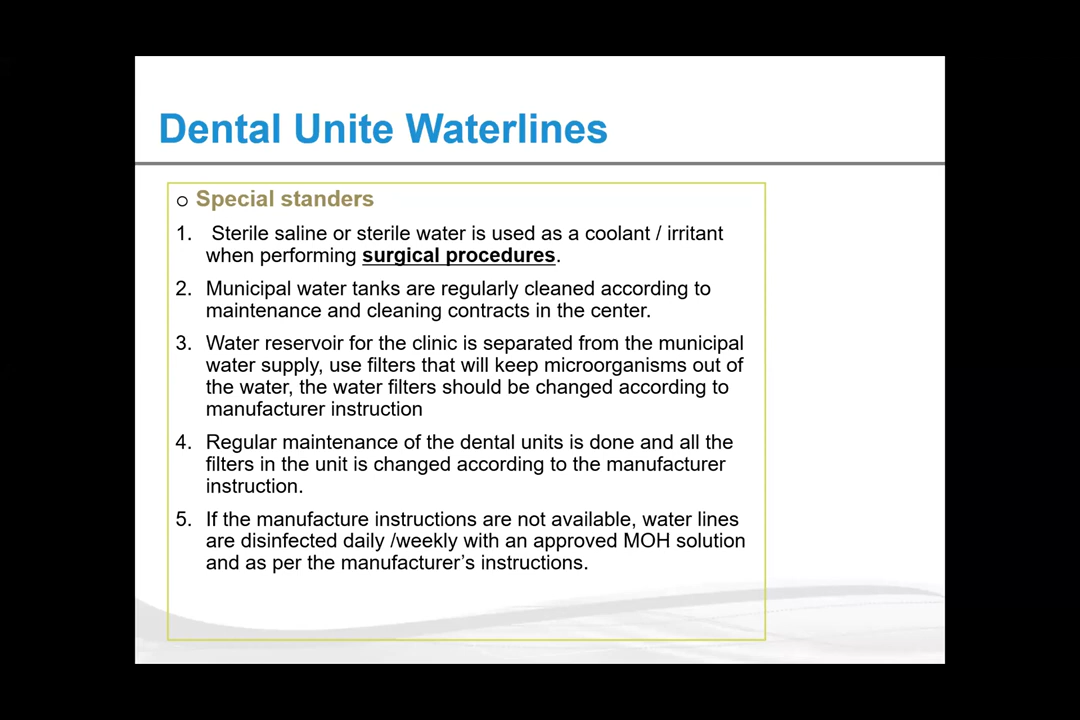 Dental Unite Waterlines
o Special standers
1. Sterile saline or sterile water is used as a coolant / irritant
when performing surgical procedures.
2. Municipal water tanks are regularly cleaned according to
maintenance and cleaning contracts in the center.
3. Water reservoir for the clinic is separated from the municipal
water supply, use filters that will keep microorganisms out of
the water, the water filters should be changed according to
manufacturer instruction
4. Regular maintenance of the dental units is done and all the
filters in the unit is changed according to the manufacturer
instruction.
5. If the manufacture instructions are not available, water lines
are disinfected daily /weekly with an approved MOH solution
and as per the manufacturer’s instructions.